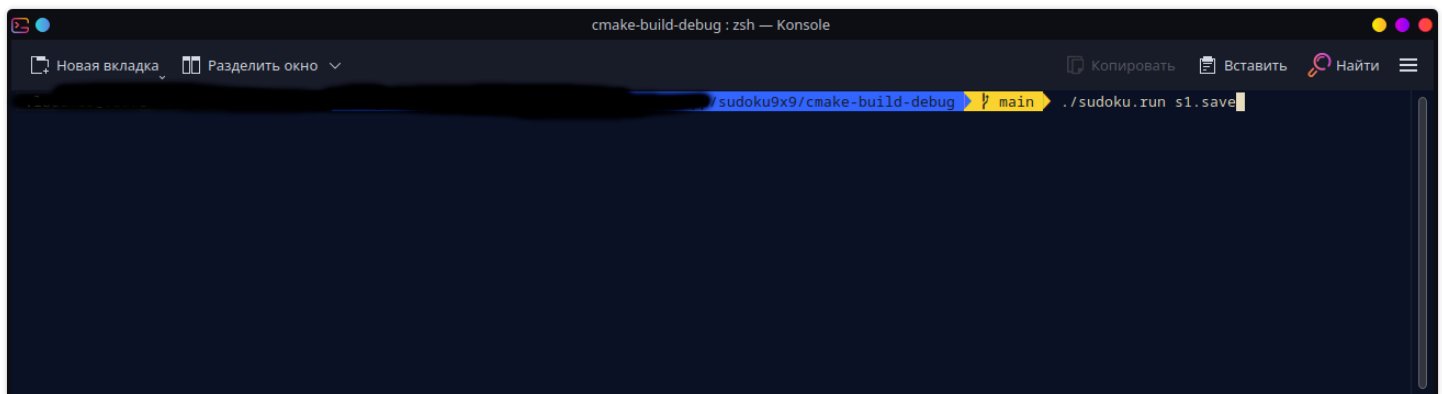 cmake-build-debug : zsh — Konsole
Новая вкладка Разделить окно Копировать Вставить Найти
/sudoku9x9/cmake-build-debug main ./sudoku.run s1.save